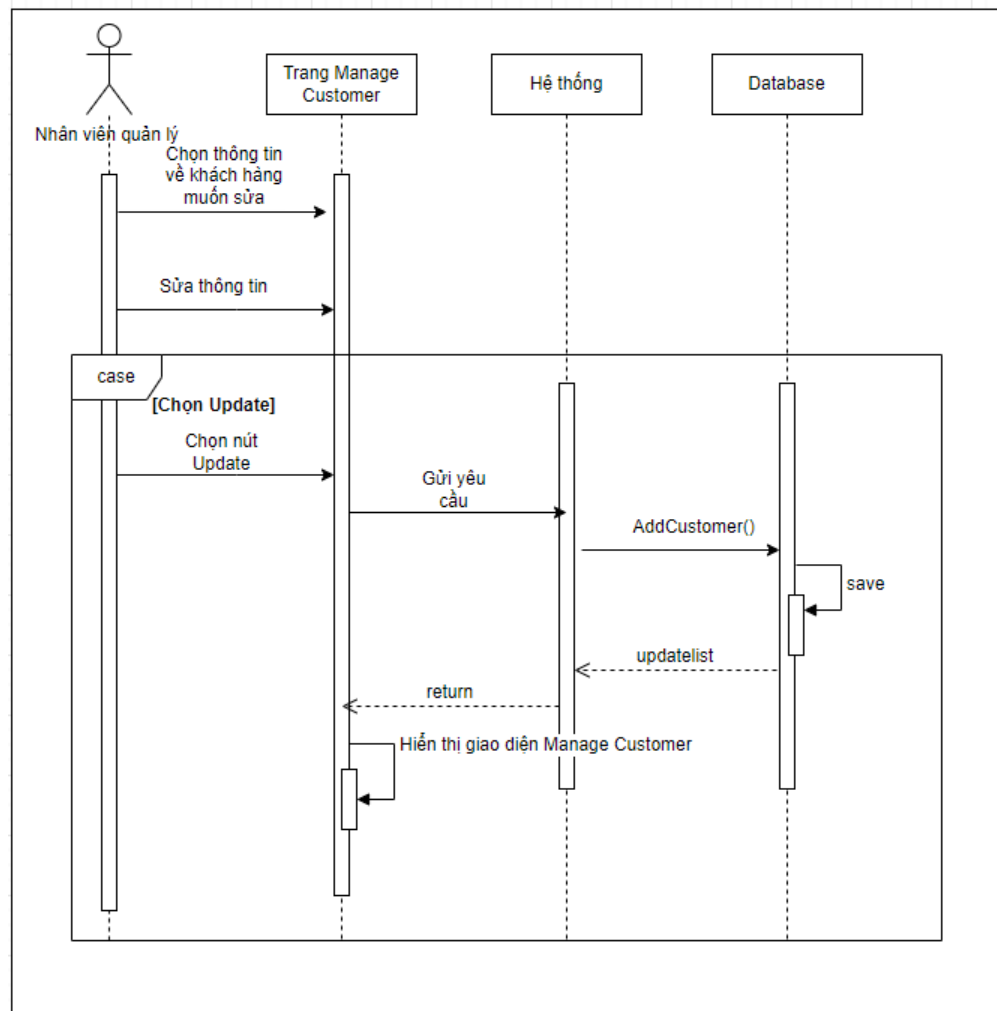 Trang Manage
Customer
Hệ thống
Database
Nhân viên quản lý
Chọn thông tin
về khách hàng
muốn sửa
Sửa thông tin
case
[Chọn Update]
Chọn nút
Update
Gửi yêu
cầu
AddCustomer()
save
updatelist
return
Hiển thị giao diện Manage Customer